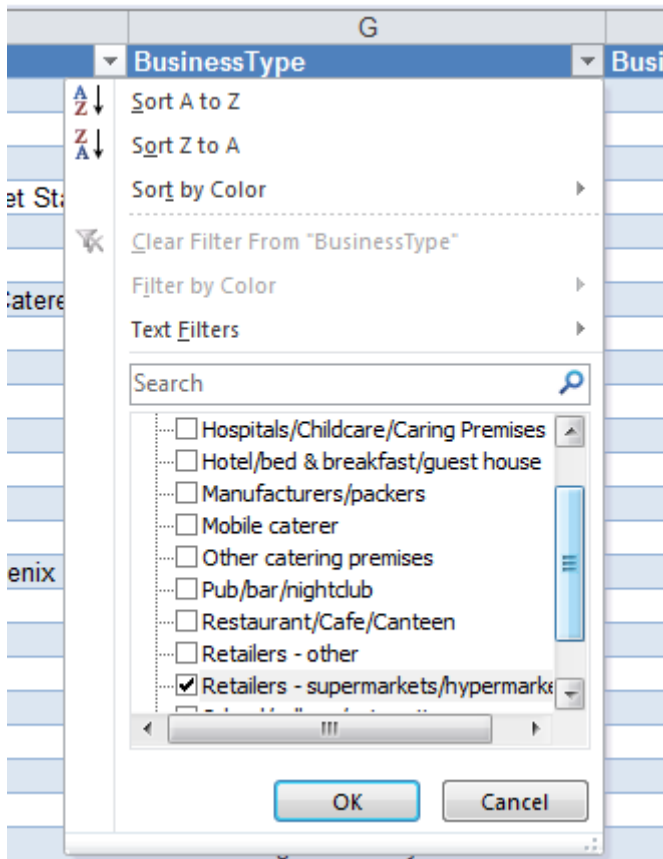 G
BusinessType
Busi
Sort A to Z
Sort Z to A
et Sta
Sort by Color
Clear Filter From "BusinessType"
Filter by Color
Catere
Text Filters
Search
Hospitals/Childcare/Caring Premises
Hotel/bed & breakfast/guest house
Manufacturers/packers
Mobile caterer
Other catering premises
enix
Pub/bar/nightclub
Restaurant/Cafe/Canteen
Retailers - other
Retailers - supermarkets/hypermarke
OK
Cancel